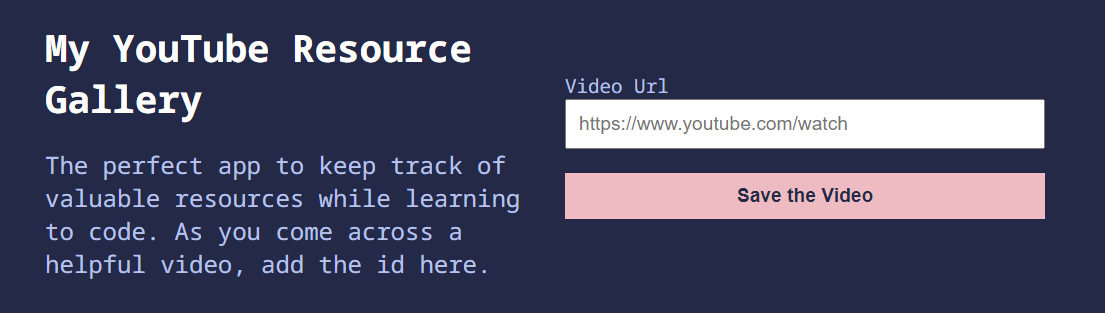 My YouTube Resource
Gallery
The perfect app to keep track of
valuable resources while learning
to code. As you come across a
helpful video, add the id here.
Video Url
https://www.youtube.com/watch
Save the Video